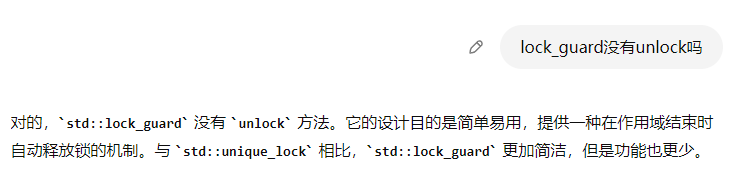 lock_guard没有unlock吗
对的，`std::lock_guard` 没有 `unlock` 方法。它的设计目的是简单易用，提供一种在作用域结束时
自动释放锁的机制。与 `std::unique_lock` 相比，`std::lock_guard` 更加简洁，但是功能也更少。